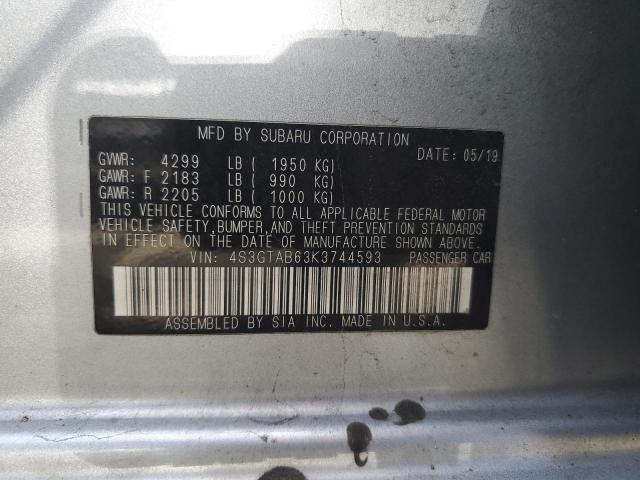 MFD BY SUBARU CORPORATION
DATE: 05/19
GVWR: 4299 LB ( 1950 KG)
GAWR: F 2183 LB ( 990 KG)
GAWR: R 2205 LB ( 1000 KG)
THIS VEHICLE CONFORMS TO ALL APPLICABLE FEDERAL MOTOR
VEHICLE SAFETY, BUMPER, AND THEFT PREVENTION STANDARDS
IN EFFECT ON THE DATE OF MANUFACTURE SHOWN ABOVE.
VIN: 4S3GTAB63K3744593 PASSENGER CAR
ASSEMBLED BY SIA INC. MADE IN U.S.A.